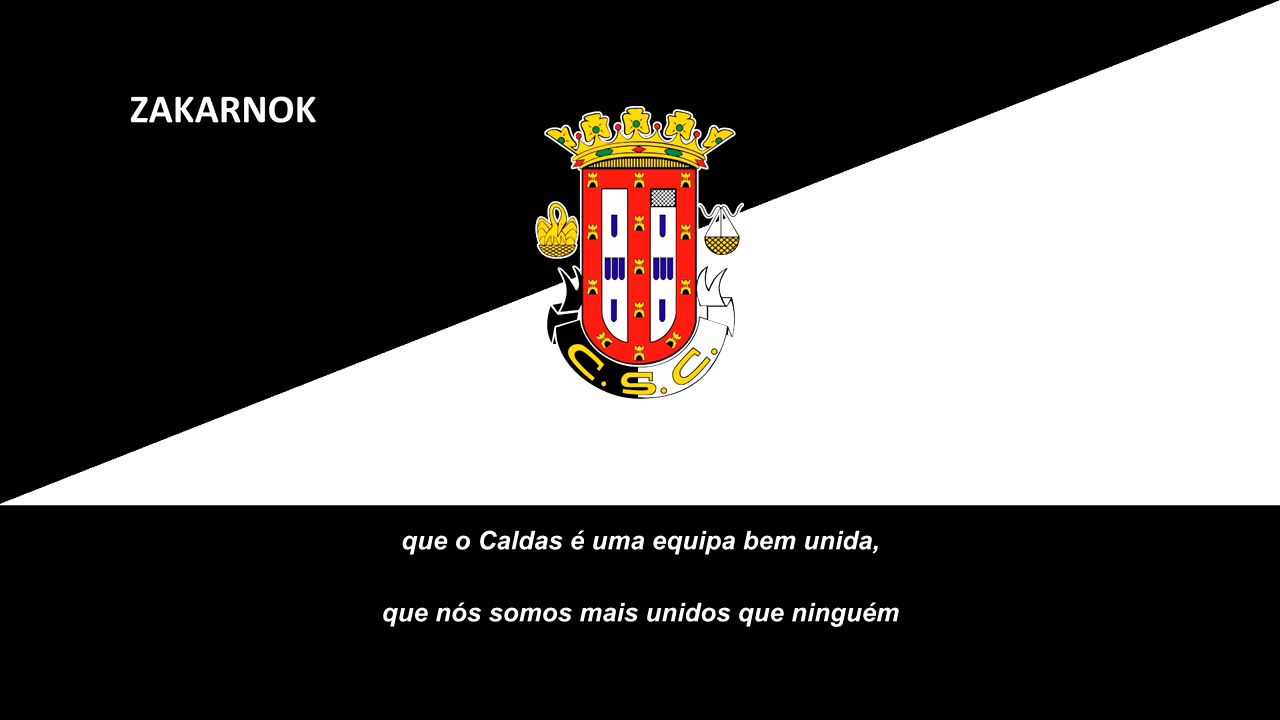 ZAKARNOK
C.S.C.
que o Caldas é uma equipa bem unida,
que nós somos mais unidos que ninguém